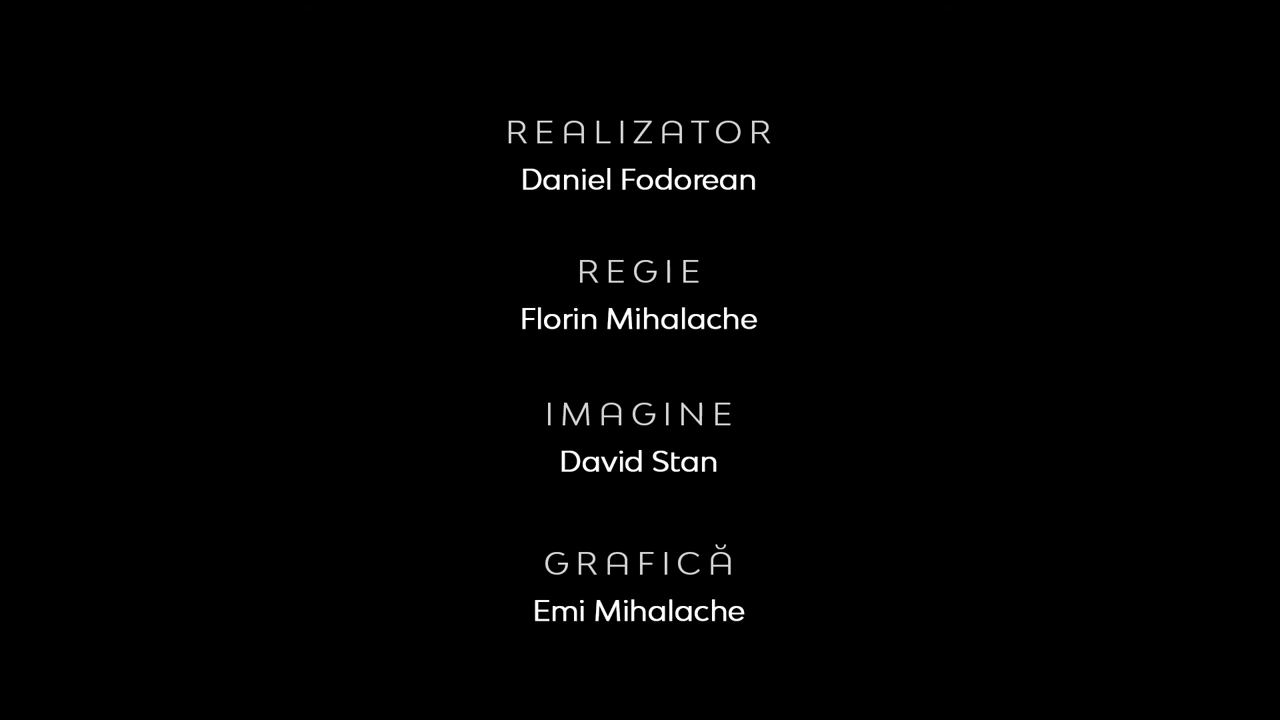 REALIZATOR
Daniel Fodorean
REGIE
Florin Mihalache
IMAGINE
David Stan
GRAFICĂ
Emi Mihalache